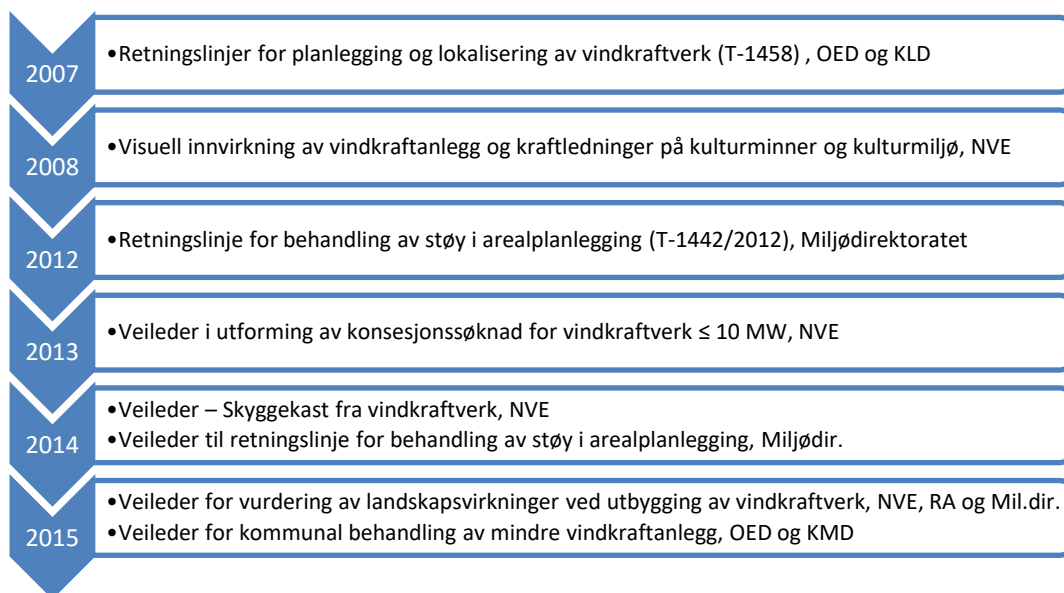 2007
•Retningslinjer for planlegging og lokalisering av vindkraftverk (T-1458) , OED og KLD
2008
•Visuell innvirkning av vindkraftanlegg og kraftledninger på kulturminner og kulturmiljø, NVE
2012
•Retningslinje for behandling av støy i arealplanlegging (T-1442/2012), Miljødirektoratet
2013
•Veileder i utforming av konsesjonssøknad for vindkraftverk ≤ 10 MW, NVE
2014
•Veileder – Skyggekast fra vindkraftverk, NVE
•Veileder til retningslinje for behandling av støy i arealplanlegging, Miljødir.
2015
•Veileder for vurdering av landskapsvirkninger ved utbygging av vindkraftverk, NVE, RA og Mil.dir.
•Veileder for kommunal behandling av mindre vindkraftanlegg, OED og KMD